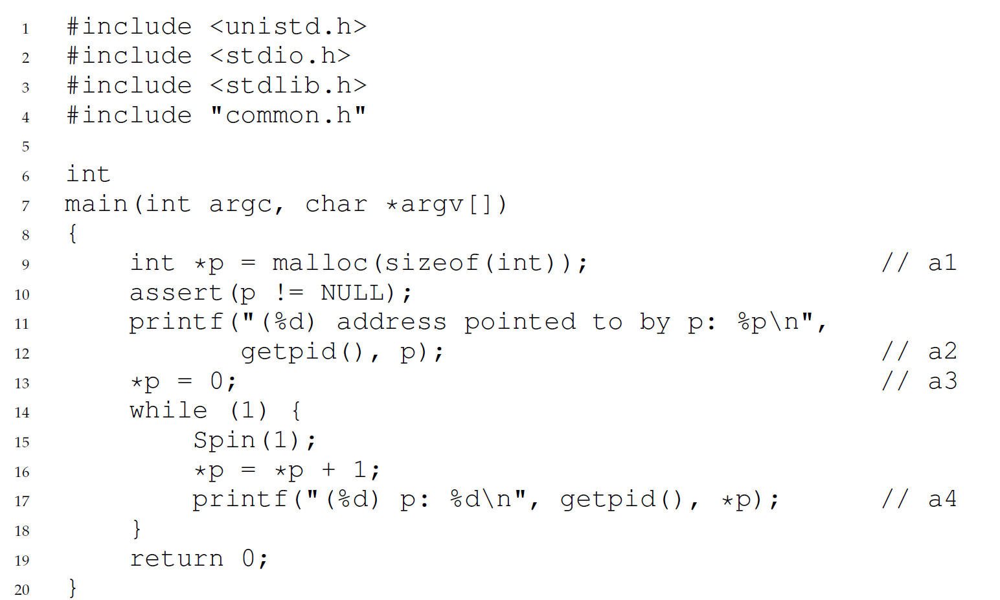 1 #include <unistd.h>
2 #include <stdio.h>
3 #include <stdlib.h>
4 #include "common.h"
5
6 int
7 main(int argc, char *argv[])
8 {
9     int *p = malloc(sizeof(int)); // a1
10     assert(p != NULL);
11     printf("(%d) address pointed to by p: %p\n",
12            getpid(), p); // a2
13     *p = 0; // a3
14     while (1) {
15         Spin(1);
16         *p = *p + 1;
17         printf("(%d) p: %d\n", getpid(), *p); // a4
18     }
19     return 0;
20 }